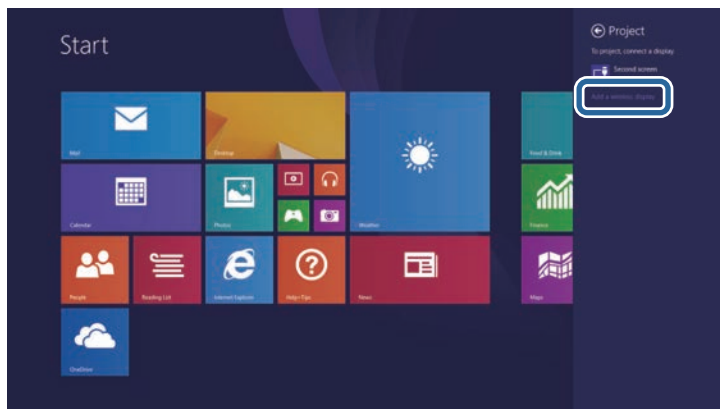 Start
Project
To project, connect a display
Second screen
Add a wireless display
Mail
Desktop
Weather
Food & Drink
Calendar
Photos
Finance
People
Reading List
Internet Explorer
Help+Tips
News
Maps
OneDrive